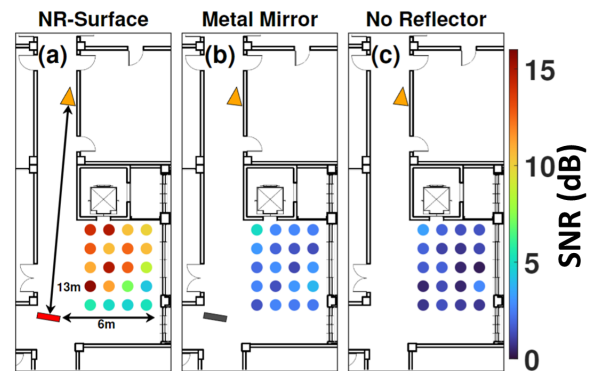 NR-Surface Metal Mirror No Reflector
(a) (b) (c)
13m
6m
15
10
5
0
SNR (dB)